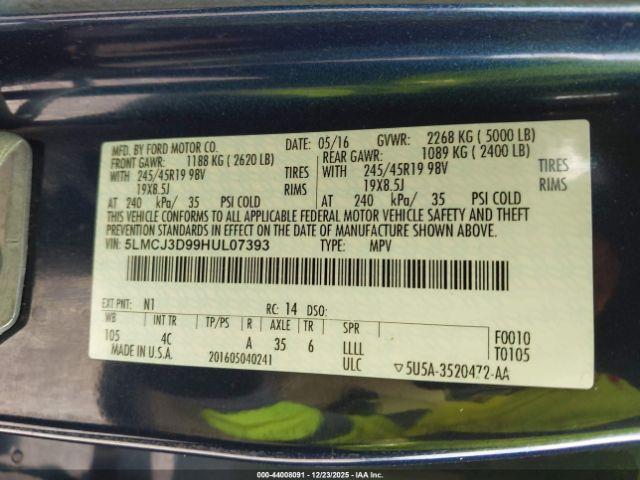 MFD. BY FORD MOTOR CO. DATE: 05/16 GVWR: 2268 KG ( 5000 LB)
FRONT GAWR: 1188 KG ( 2620 LB) REAR GAWR: 1089 KG ( 2400 LB)
WITH 245/45R19 98V TIRES WITH 245/45R19 98V TIRES
19X8.5J RIMS 19X8.5J RIMS
AT 240 kPa/ 35 PSI COLD AT 240 kPa/ 35 PSI COLD
THIS VEHICLE CONFORMS TO ALL APPLICABLE FEDERAL MOTOR VEHICLE SAFETY AND THEFT
PREVENTION STANDARDS IN EFFECT ON THE DATE OF MANUFACTURE SHOWN ABOVE.
VIN: 5LMCJ3D99HUL07393 TYPE: MPV
EXT PNT: N1 RC: 14 DSO:
WB INT TR TP/PS R AXLE TR SPR F0010
105 4C A 35 6 LLLL T0105
MADE IN U.S.A. 201605040241 ULC ▽5U5A-3520472-AA
000-44008091 - 12/23/2025 - IAA Inc.